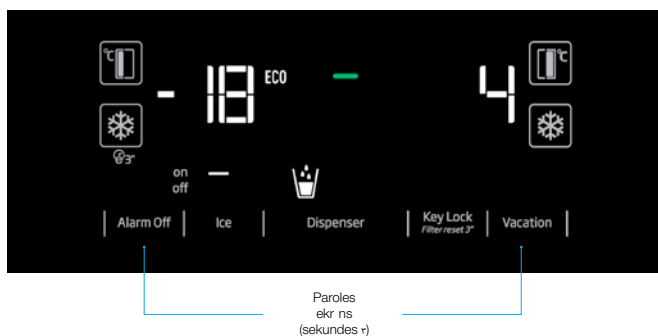 °C
°C
- 18 ECO
4
3"
on
off
Alarm Off
Ice
Dispenser
Key Lock
Filter reset 3"
Vacation
Paroles
ekr ns
(sekundes